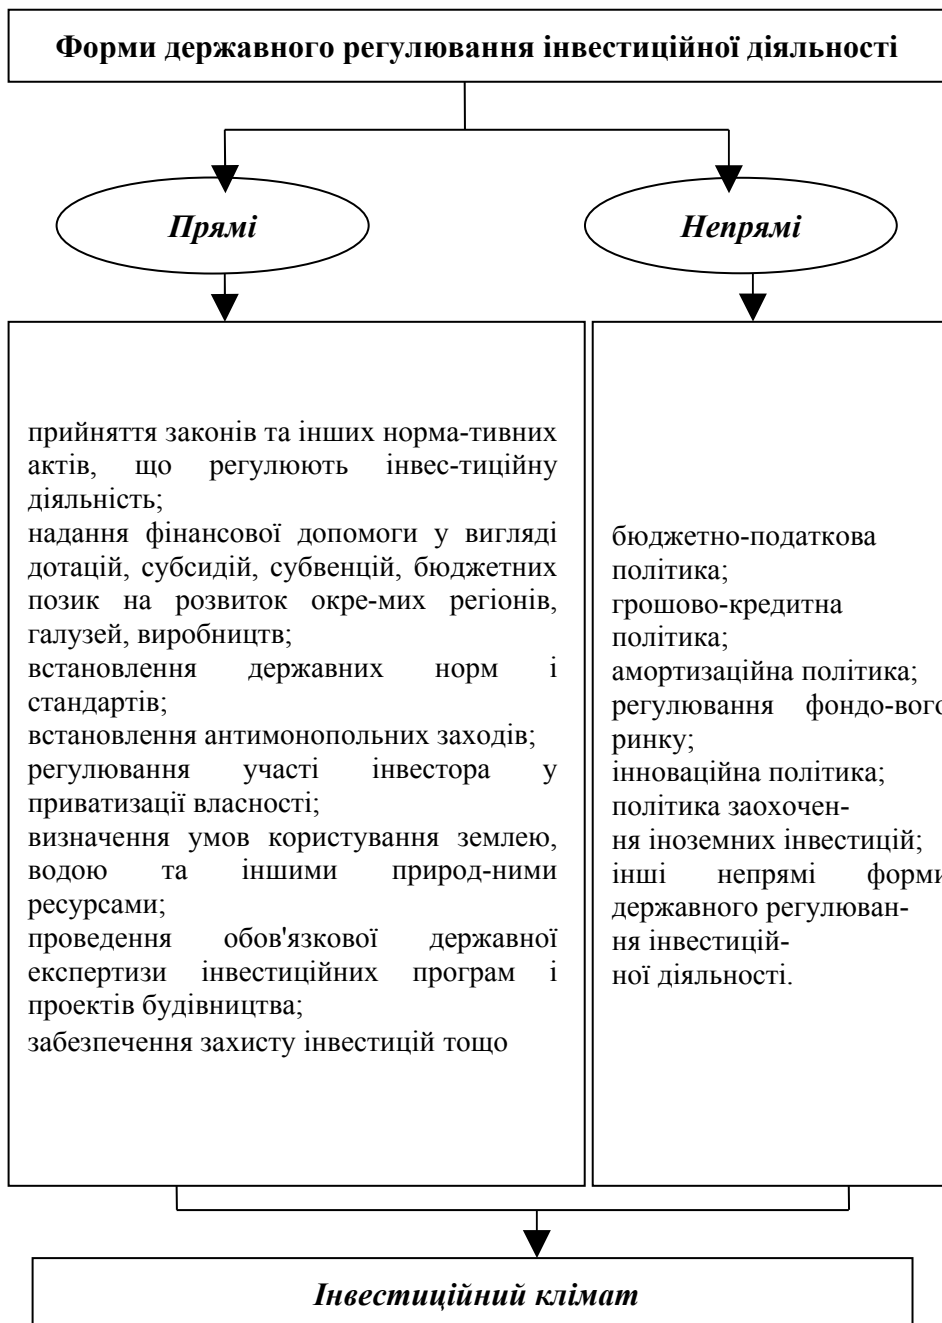 Форми державного регулювання інвестиційної діяльності
Прямі
Непрямі
прийняття законів та інших норма-тивних
актів, що регулюють інвес-тиційну
діяльність;
надання фінансової допомоги у вигляді
дотацій, субсидій, субвенцій, бюджетних
позик на розвиток окре-мих регіонів,
галузей, виробництв;
встановлення державних норм і
стандартів;
встановлення антимонопольних заходів;
регулювання участі інвестора у
приватизації власності;
визначення умов користування землею,
водою та іншими природ-ними
ресурсами;
проведення обов'язкової державної
експертизи інвестиційних програм і
проектів будівництва;
забезпечення захисту інвестицій тощо
бюджетно-податкова
політика;
грошово-кредитна
політика;
амортизаційна політика;
регулювання фондо-вого
ринку;
інноваційна політика;
політика заохочен-
ня іноземних інвестицій;
інші непрямі форми
державного регулюван-
ня інвестицій-
ної діяльності.
Інвестиційний клімат